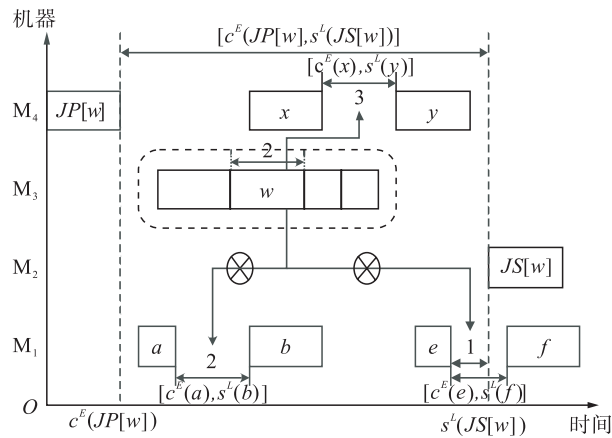 机器
[c^E(JP[w],s^L(JS[w])]
[c^E(x),s^L(y)]
M₄ JP[w] x 3 y
2
M₃ w
M₂ JS[w]
M₁ a 2 b e 1 f
[c^E(a),s^L(b)] [c^E(e),s^L(f)]
O c^E(JP[w]) s^L(JS[w]) 时间